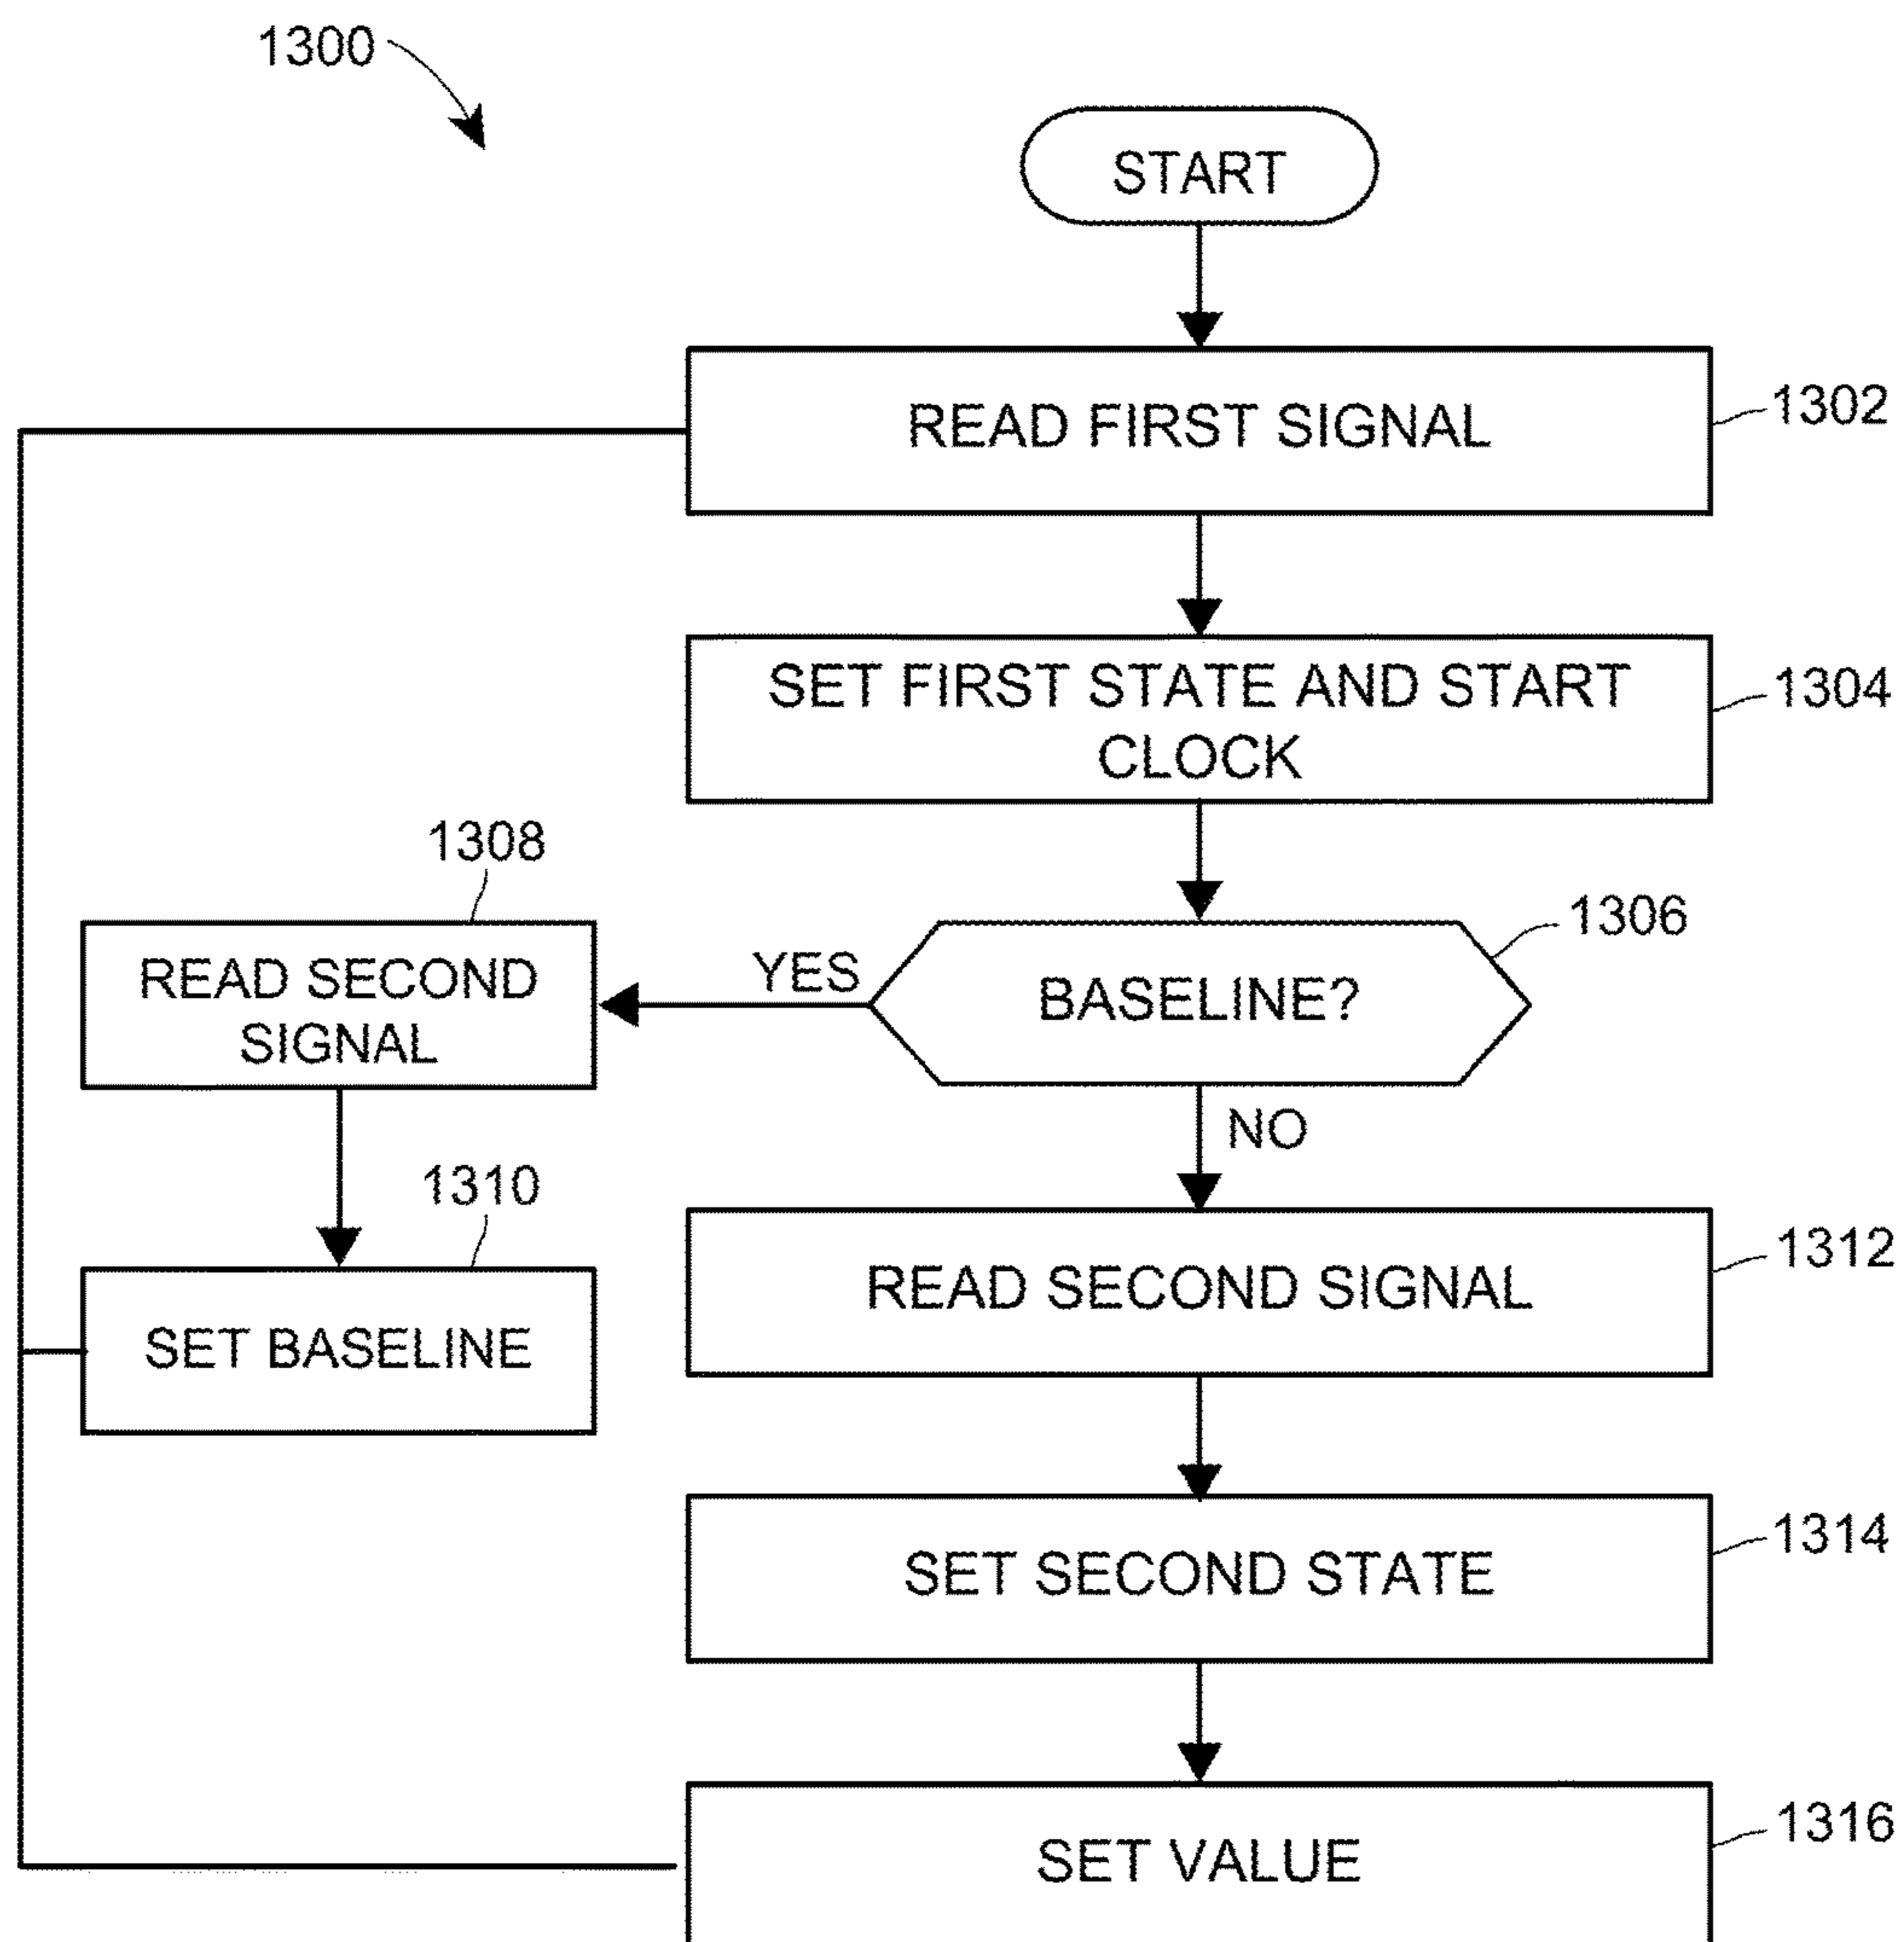 1300
START
READ FIRST SIGNAL
1302
SET FIRST STATE AND START
CLOCK
1304
1308
1306
READ SECOND
SIGNAL
YES
BASELINE?
NO
1310
SET BASELINE
READ SECOND SIGNAL
1312
SET SECOND STATE
1314
SET VALUE
1316